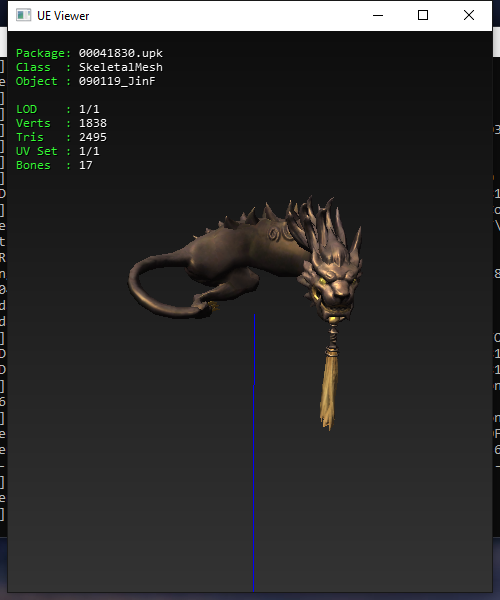 UE Viewer
Package: 00041830.upk
Class : SkeletalMesh
Object : 090119_JinF
LOD : 1/1
Verts : 1838
Tris : 2495
UV Set : 1/1
Bones : 17